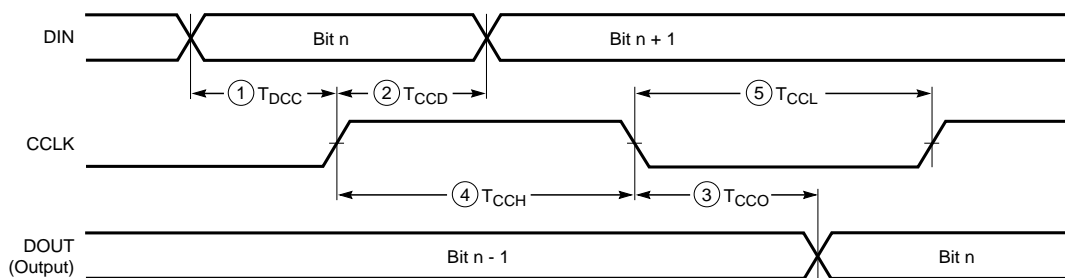 DIN
Bit n
Bit n + 1
1 TDCC
2 TCCD
5 TCCL
CCLK
4 TCCH
3 TCCO
DOUT
(Output)
Bit n - 1
Bit n